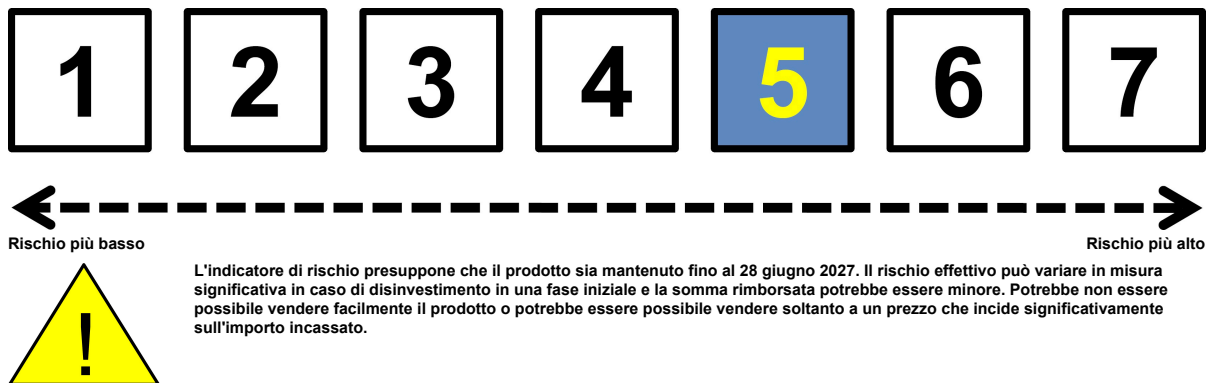 1 2 3 4 5 6 7
Rischio più basso Rischio più alto
L'indicatore di rischio presuppone che il prodotto sia mantenuto fino al 28 giugno 2027. Il rischio effettivo può variare in misura
significativa in caso di disinvestimento in una fase iniziale e la somma rimborsata potrebbe essere minore. Potrebbe non essere
possibile vendere facilmente il prodotto o potrebbe essere possibile vendere soltanto a un prezzo che incide significativamente
sull'importo incassato.
!